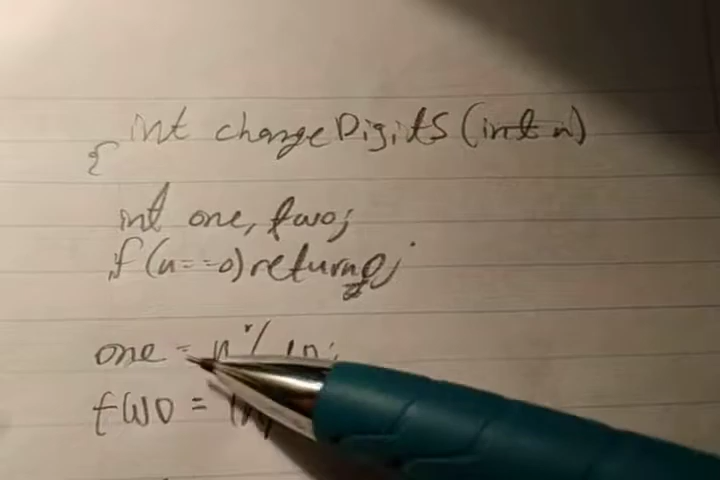 int changeDigits(int n)
{
int one, two;
if (n==0) return 0;
one = n % 10;
two = (n